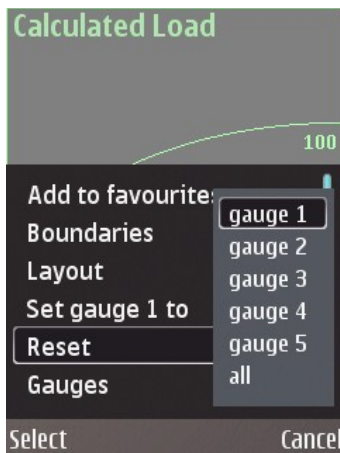 Calculated Load
100
Add to favourites
Boundaries
Layout
Set gauge 1 to
Reset
Gauges
gauge 1
gauge 2
gauge 3
gauge 4
gauge 5
all
Select
Cancel